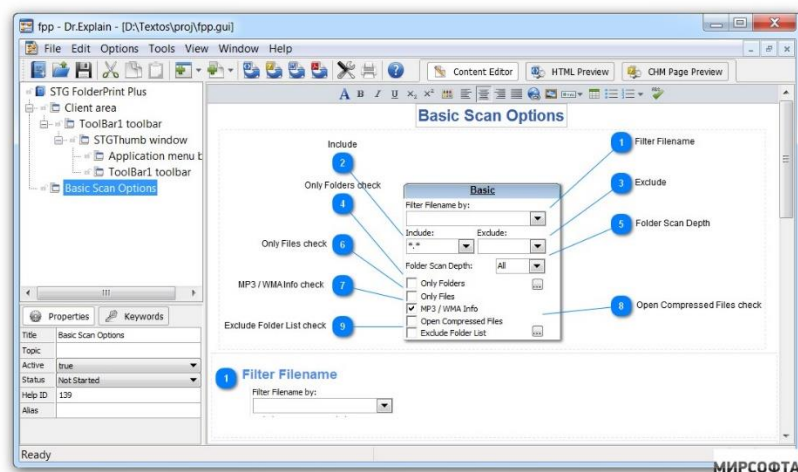 fpp - Dr.Explain - [D:\Textos\proj\fpp.gui]
File Edit Options Tools View Window Help
Content Editor HTML Preview CHM Page Preview
STG FolderPrint Plus
Client area
ToolBar1 toolbar
STGThumb window
Application menu b
ToolBar1 toolbar
Basic Scan Options
A B I U x₂ x²
Basic Scan Options
Include
2
1 Filter Filename
Only Folders check
4
3 Exclude
Only Files check 6
5 Folder Scan Depth
MP3 / WMAInfo check 7
8 Open Compressed Files check
Exclude Folder List check 9
Basic
Filter Filename by:
Include: Exclude:
*.*
Folder Scan Depth: All
Only Folders ...
Only Files
MP3 / WMA Info
Open Compressed Files
Exclude Folder List ...
Properties Keywords
Title Basic Scan Options
Topic
Active true
Status Not Started
Help ID 139
Alias
1 Filter Filename
Filter Filename by:
Ready
МИРСОФТА